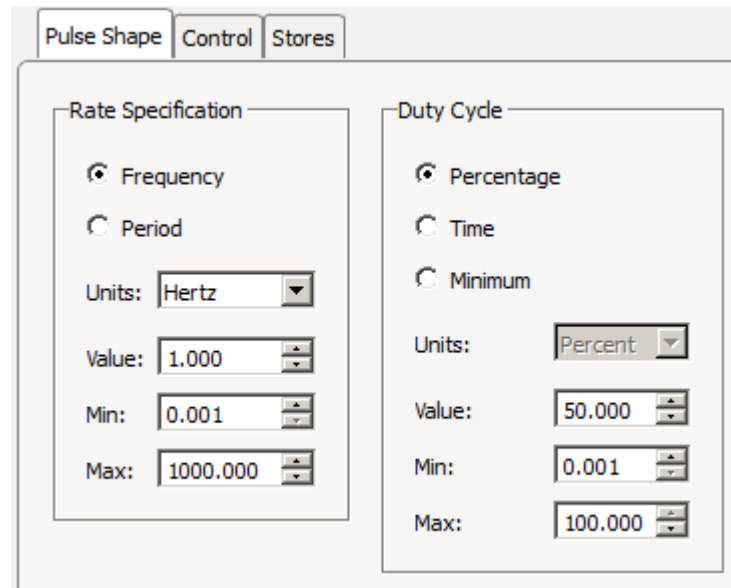 Pulse Shape Control Stores
Rate Specification
Frequency
Period
Units: Hertz
Value: 1.000
Min: 0.001
Max: 1000.000
Duty Cycle
Percentage
Time
Minimum
Units: Percent
Value: 50.000
Min: 0.001
Max: 100.000